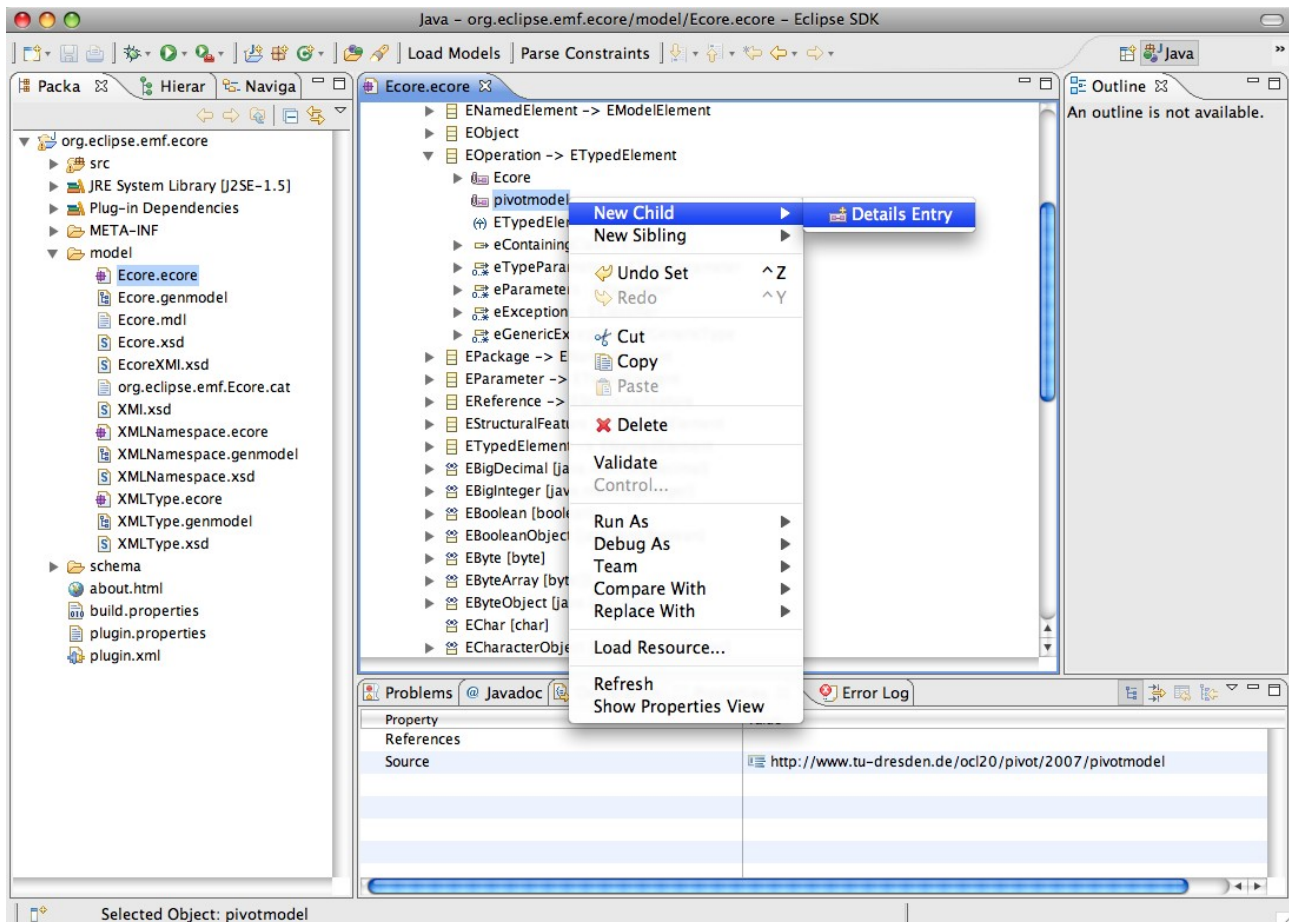 Java – org.eclipse.emf.ecore/model/Ecore.ecore – Eclipse SDK
Load Models Parse Constraints Java »
Packa Hierar Naviga
org.eclipse.emf.ecore
src
JRE System Library [J2SE-1.5]
Plug-in Dependencies
META-INF
model
Ecore.ecore
Ecore.genmodel
Ecore.mdl
Ecore.xsd
EcoreXMI.xsd
org.eclipse.emf.Ecore.cat
XMI.xsd
XMLNamespace.ecore
XMLNamespace.genmodel
XMLNamespace.xsd
XMLType.ecore
XMLType.genmodel
XMLType.xsd
schema
about.html
build.properties
plugin.properties
plugin.xml
Ecore.ecore
ENamedElement -> EModelElement
EObject
EOperation -> ETypedElement
Ecore
pivotmodel
ETypedElem
eContaining
eTypePara
eParameter
eException
eGenericEx
EPackage -> E
EParameter ->
EReference ->
EStructuralFeatu
ETypedElement
EBigDecimal [ja
EBigInteger [jav
EBoolean [boole
EBooleanObject
EByte [byte]
EByteArray [byt
EByteObject [ja
EChar [char]
ECharacterObje
New Child
Details Entry
New Sibling
Undo Set ^Z
Redo ^Y
Cut
Copy
Paste
Delete
Validate
Control...
Run As
Debug As
Team
Compare With
Replace With
Load Resource...
Refresh
Show Properties View
Outline
An outline is not available.
Problems @ Javadoc Error Log
Property
References
Source http://www.tu-dresden.de/ocl20/pivot/2007/pivotmodel
Selected Object: pivotmodel